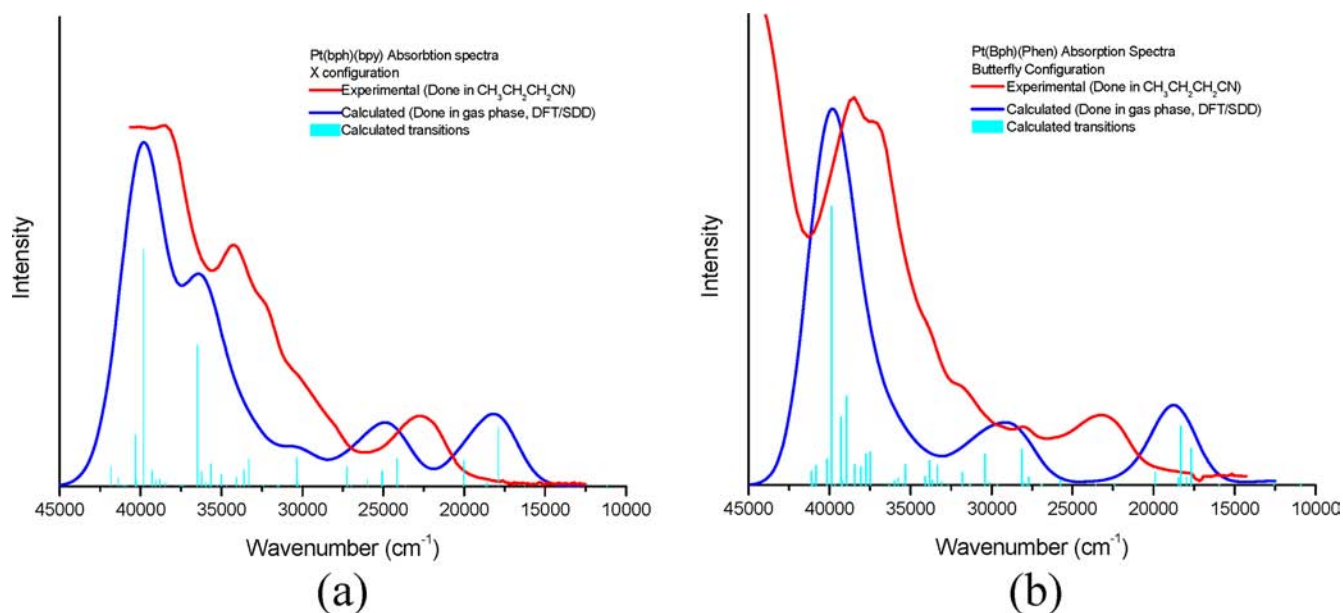 Pt(bph)(bpy) Absorbtion spectra
X configuration
Experimental (Done in CH₃CH₂CH₂CN)
Calculated (Done in gas phase, DFT/SDD)
Calculated transitions
Intensity
45000 40000 35000 30000 25000 20000 15000 10000
Wavenumber (cm⁻¹)
(a)
Pt(Bph)(Phen) Absorption Spectra
Butterfly Configuration
Experimental (Done in CH₃CH₂CH₂CN)
Calculated (Done in gas phase, DFT/SDD)
Calculated transitions
Intensity
45000 40000 35000 30000 25000 20000 15000 10000
Wavenumber (cm⁻¹)
(b)